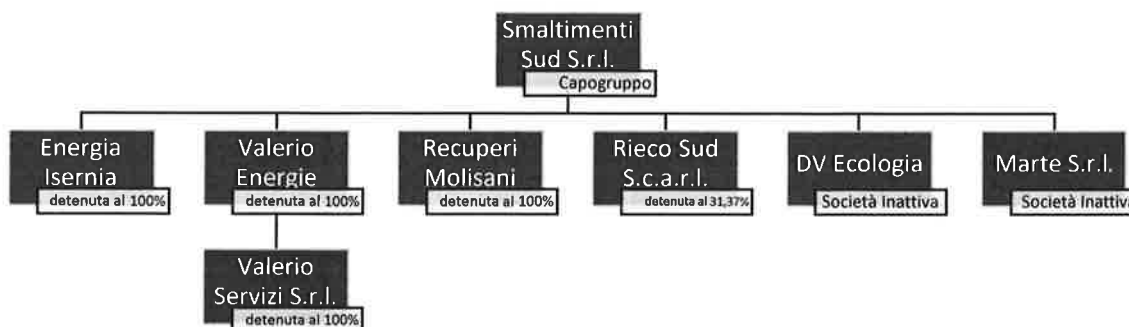 Smaltimenti
Sud S.r.l.
Capogruppo
Energia
Isernia
detenuta al 100%
Valerio
Energie
detenuta al 100%
Recuperi
Molisani
detenuta al 100%
Rieco Sud
S.c.a.r.l.
detenuta al 31,37%
DV Ecologia
Società Inattiva
Marte S.r.l.
Società Inattiva
Valerio
Servizi S.r.l.
detenuta al 100%